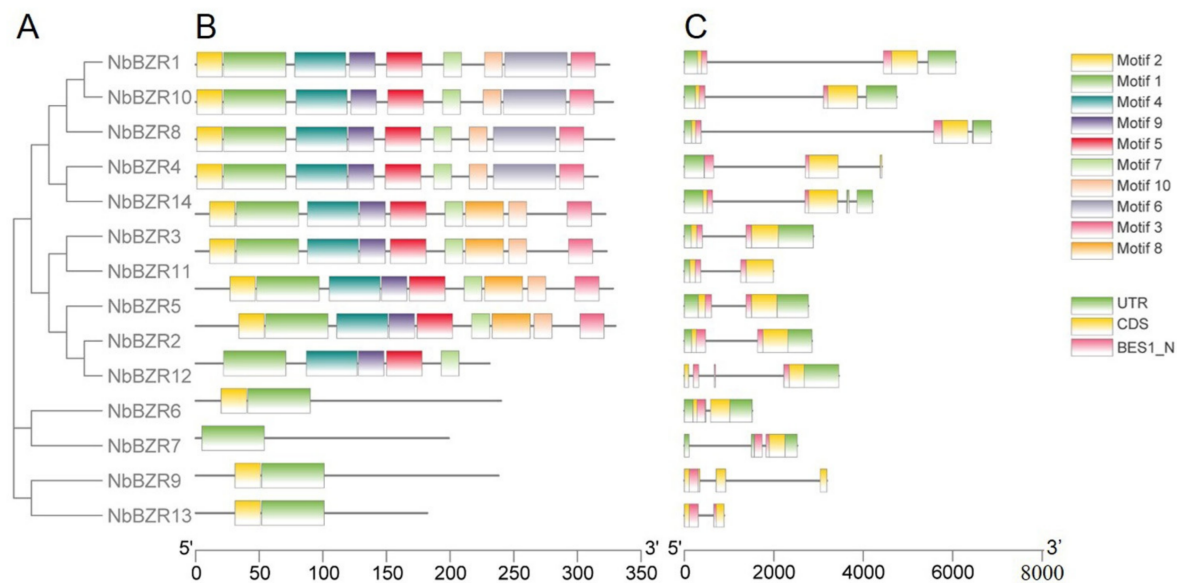 A B C
NbBZR1
NbBZR10
NbBZR8
NbBZR4
NbBZR14
NbBZR3
NbBZR11
NbBZR5
NbBZR2
NbBZR12
NbBZR6
NbBZR7
NbBZR9
NbBZR13
Motif 2
Motif 1
Motif 4
Motif 9
Motif 5
Motif 7
Motif 10
Motif 6
Motif 3
Motif 8
UTR
CDS
BES1_N
5' 3' 5' 3'
0 50 100 150 200 250 300 350 0 2000 4000 6000 8000